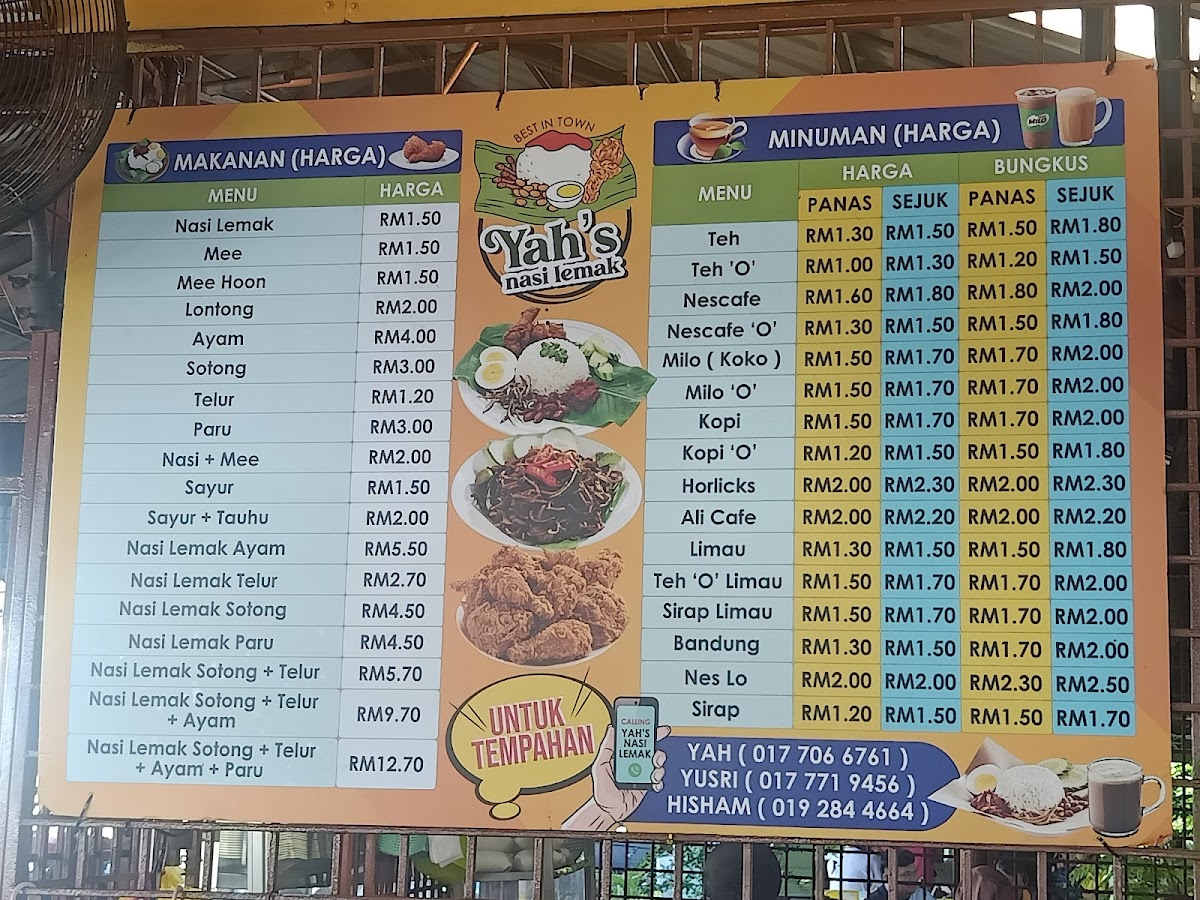 MAKANAN (HARGA)
MENU HARGA
Nasi Lemak RM1.50
Mee RM1.50
Mee Hoon RM1.50
Lontong RM2.00
Ayam RM4.00
Sotong RM3.00
Telur RM1.20
Paru RM3.00
Nasi + Mee RM2.00
Sayur RM1.50
Sayur + Tauhu RM2.00
Nasi Lemak Ayam RM5.50
Nasi Lemak Telur RM2.70
Nasi Lemak Sotong RM4.50
Nasi Lemak Paru RM4.50
Nasi Lemak Sotong + Telur RM5.70
Nasi Lemak Sotong + Telur
+ Ayam RM9.70
Nasi Lemak Sotong + Telur
+ Ayam + Paru RM12.70
BEST IN TOWN
Yah's
nasi lemak
UNTUK
TEMPAHAN
CALLING
YAH'S
NASI
LEMAK
MINUMAN (HARGA)
MILO
MENU HARGA BUNGKUS
PANAS SEJUK PANAS SEJUK
Teh RM1.30 RM1.50 RM1.50 RM1.80
Teh 'O' RM1.00 RM1.30 RM1.20 RM1.50
Nescafe RM1.60 RM1.80 RM1.80 RM2.00
Nescafe 'O' RM1.30 RM1.50 RM1.50 RM1.80
Milo ( Koko ) RM1.50 RM1.70 RM1.70 RM2.00
Milo 'O' RM1.50 RM1.70 RM1.70 RM2.00
Kopi RM1.50 RM1.70 RM1.70 RM2.00
Kopi 'O' RM1.20 RM1.50 RM1.50 RM1.80
Horlicks RM2.00 RM2.30 RM2.00 RM2.30
Ali Cafe RM2.00 RM2.20 RM2.00 RM2.20
Limau RM1.30 RM1.50 RM1.50 RM1.80
Teh 'O' Limau RM1.50 RM1.70 RM1.70 RM2.00
Sirap Limau RM1.50 RM1.70 RM1.70 RM2.00
Bandung RM1.30 RM1.50 RM1.70 RM2.00
Nes Lo RM2.00 RM2.00 RM2.30 RM2.50
Sirap RM1.20 RM1.50 RM1.50 RM1.70
YAH ( 017 706 6761 )
YUSRI ( 017 771 9456 )
HISHAM ( 019 284 4664 )